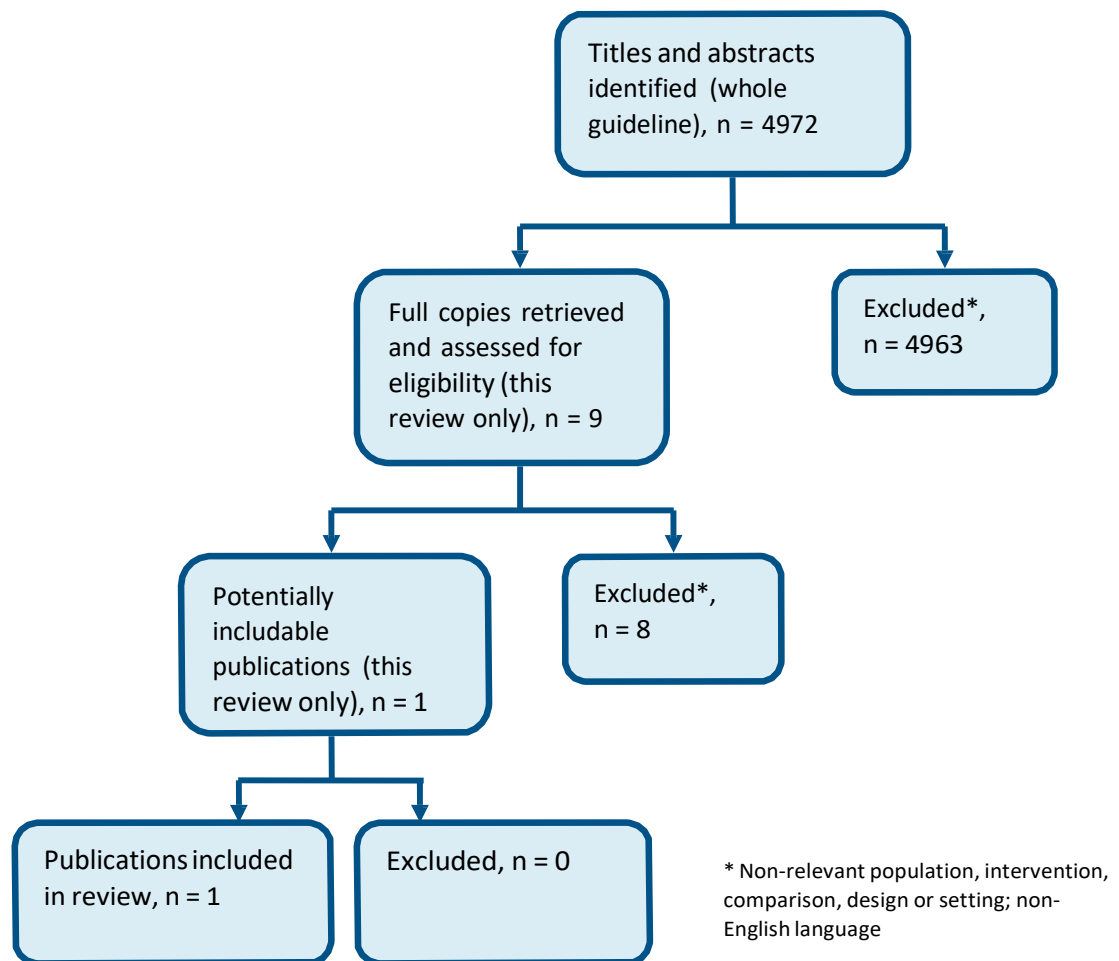 Titles and abstracts
identified (whole
guideline), n = 4972
Full copies retrieved
and assessed for
eligibility (this
review only), n = 9
Excluded*,
n = 4963
Potentially
includable
publications (this
review only), n = 1
Excluded*,
n = 8
Publications included
in review, n = 1
Excluded, n = 0
* Non-relevant population, intervention,
comparison, design or setting; non-
English language